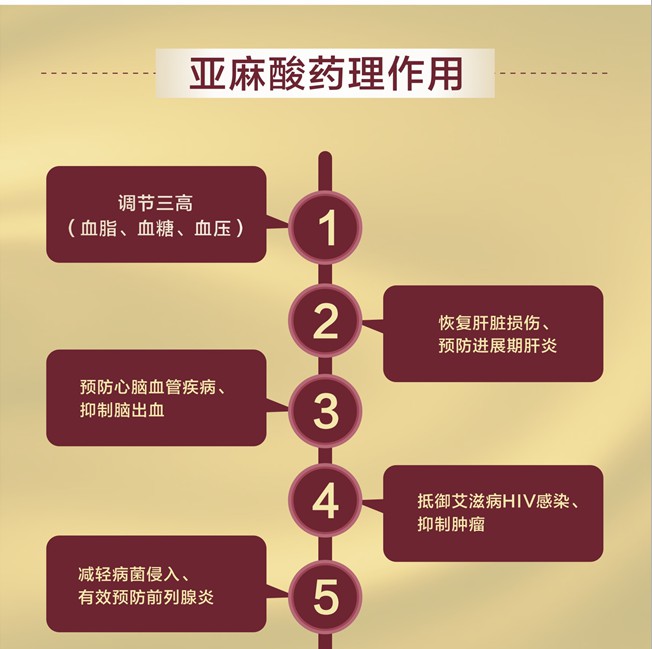 亚麻酸药理作用
调节三高
（血脂、血糖、血压）
1
2
恢复肝脏损伤、
预防进展期肝炎
预防心脑血管疾病、
抑制脑出血
3
4
抵御艾滋病HIV感染、
抑制肿瘤
减轻病菌侵入、
有效预防前列腺炎
5